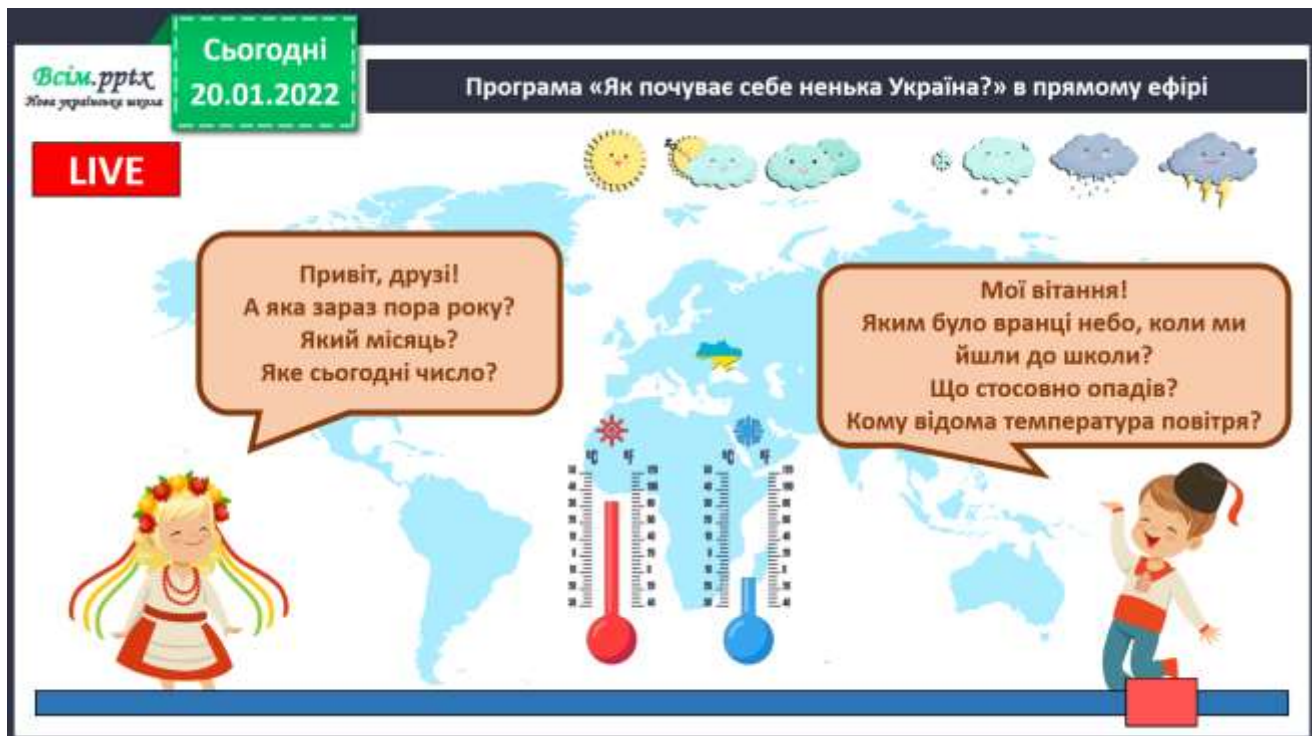 Всім.pptx
Нова українська школа
Сьогодні
20.01.2022
Програма «Як почуває себе ненька Україна?» в прямому ефірі
LIVE
Привіт, друзі!
А яка зараз пора року?
Який місяць?
Яке сьогодні число?
Мої вітання!
Яким було вранці небо, коли ми
йшли до школи?
Що стосовно опадів?
Кому відома температура повітря?
°C °F
°C °F